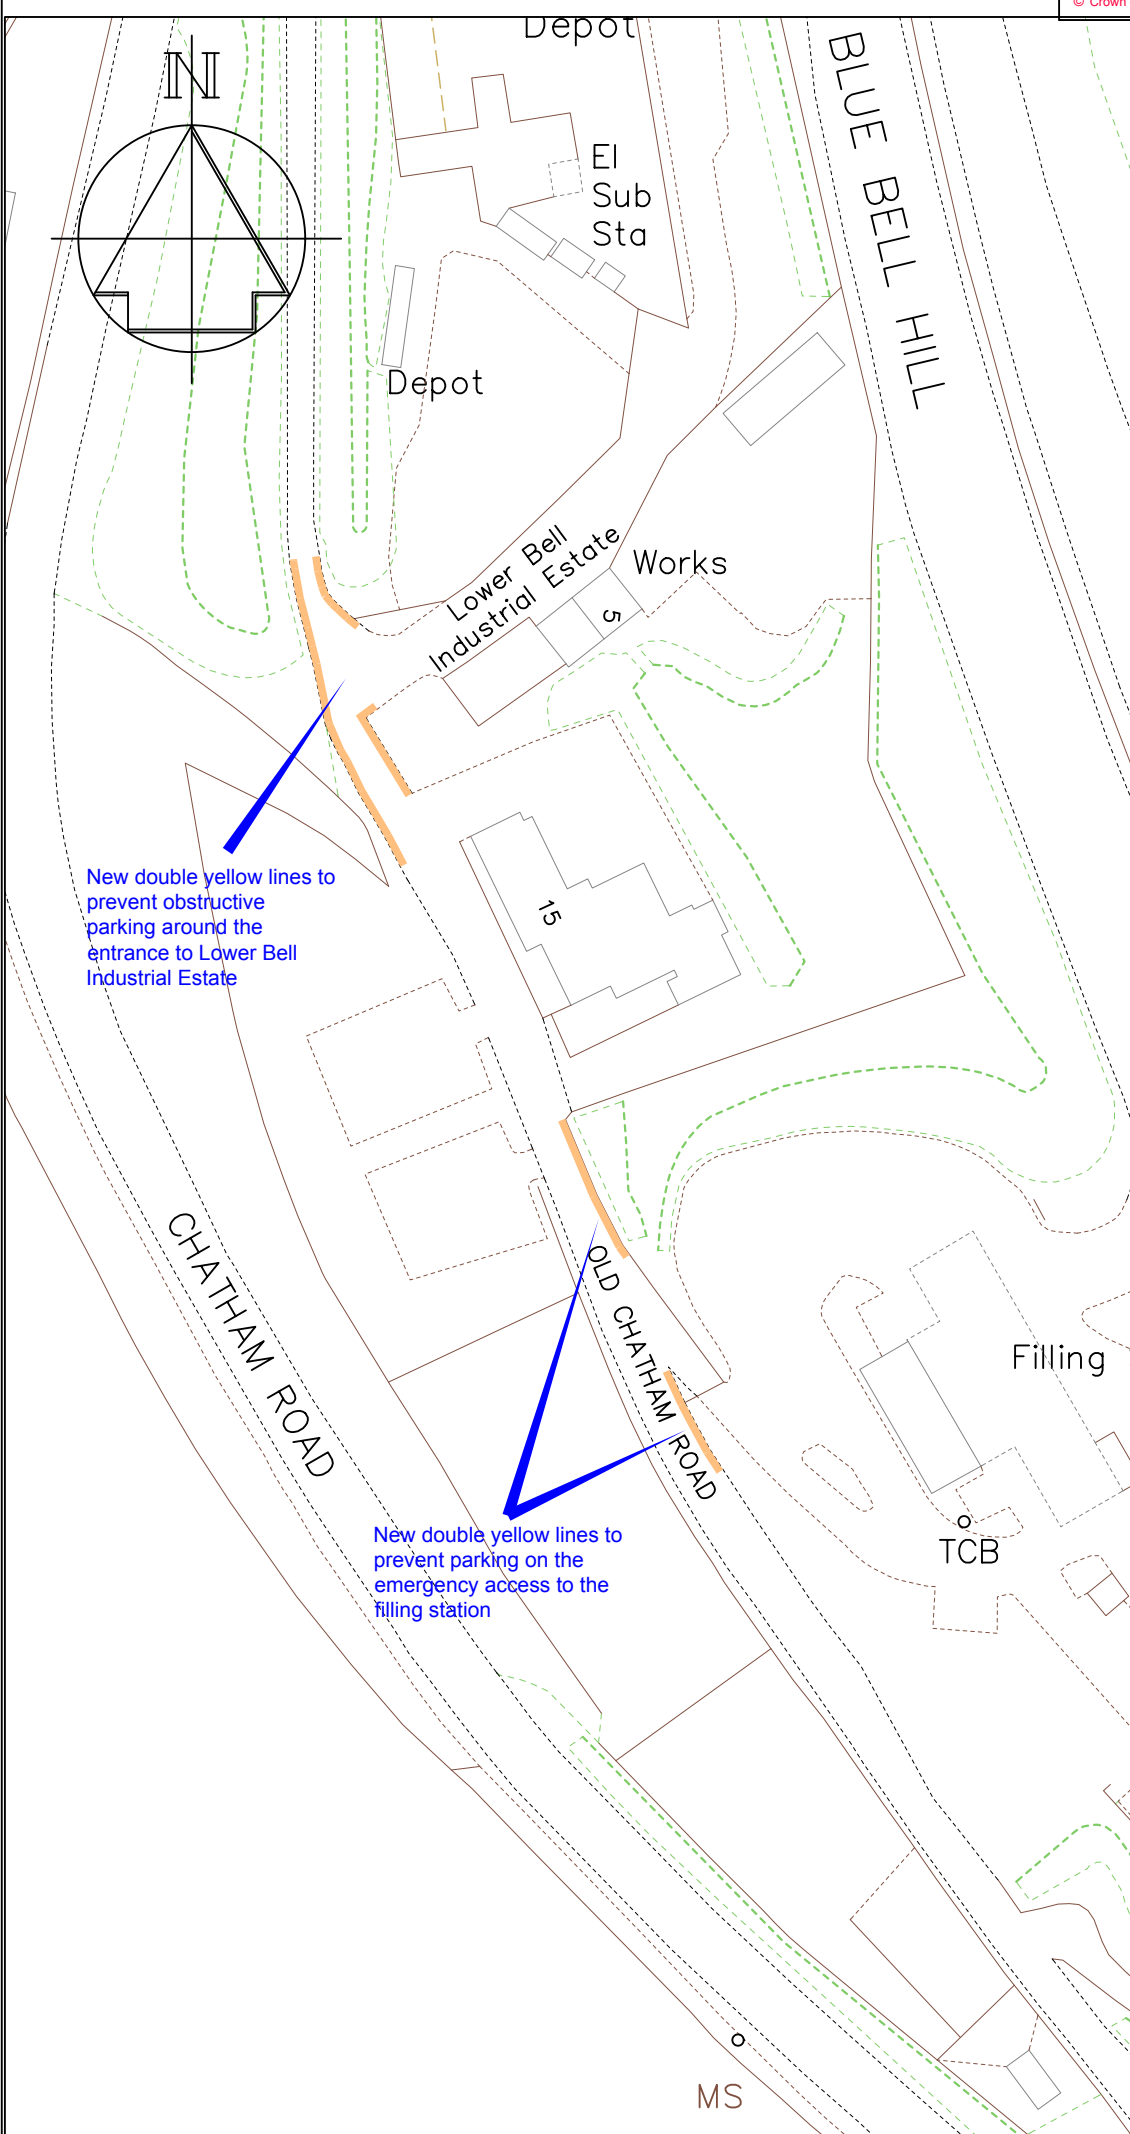 © Crown
Depot
N
BLUE BELL HILL
El
Sub
Sta
Depot
Lower Bell
Industrial Estate
Works
5
15
New double yellow lines to
prevent obstructive
parking around the
entrance to Lower Bell
Industrial Estate
CHATHAM ROAD
OLD CHATHAM ROAD
Filling
TCB
New double yellow lines to
prevent parking on the
emergency access to the
filling station
MS